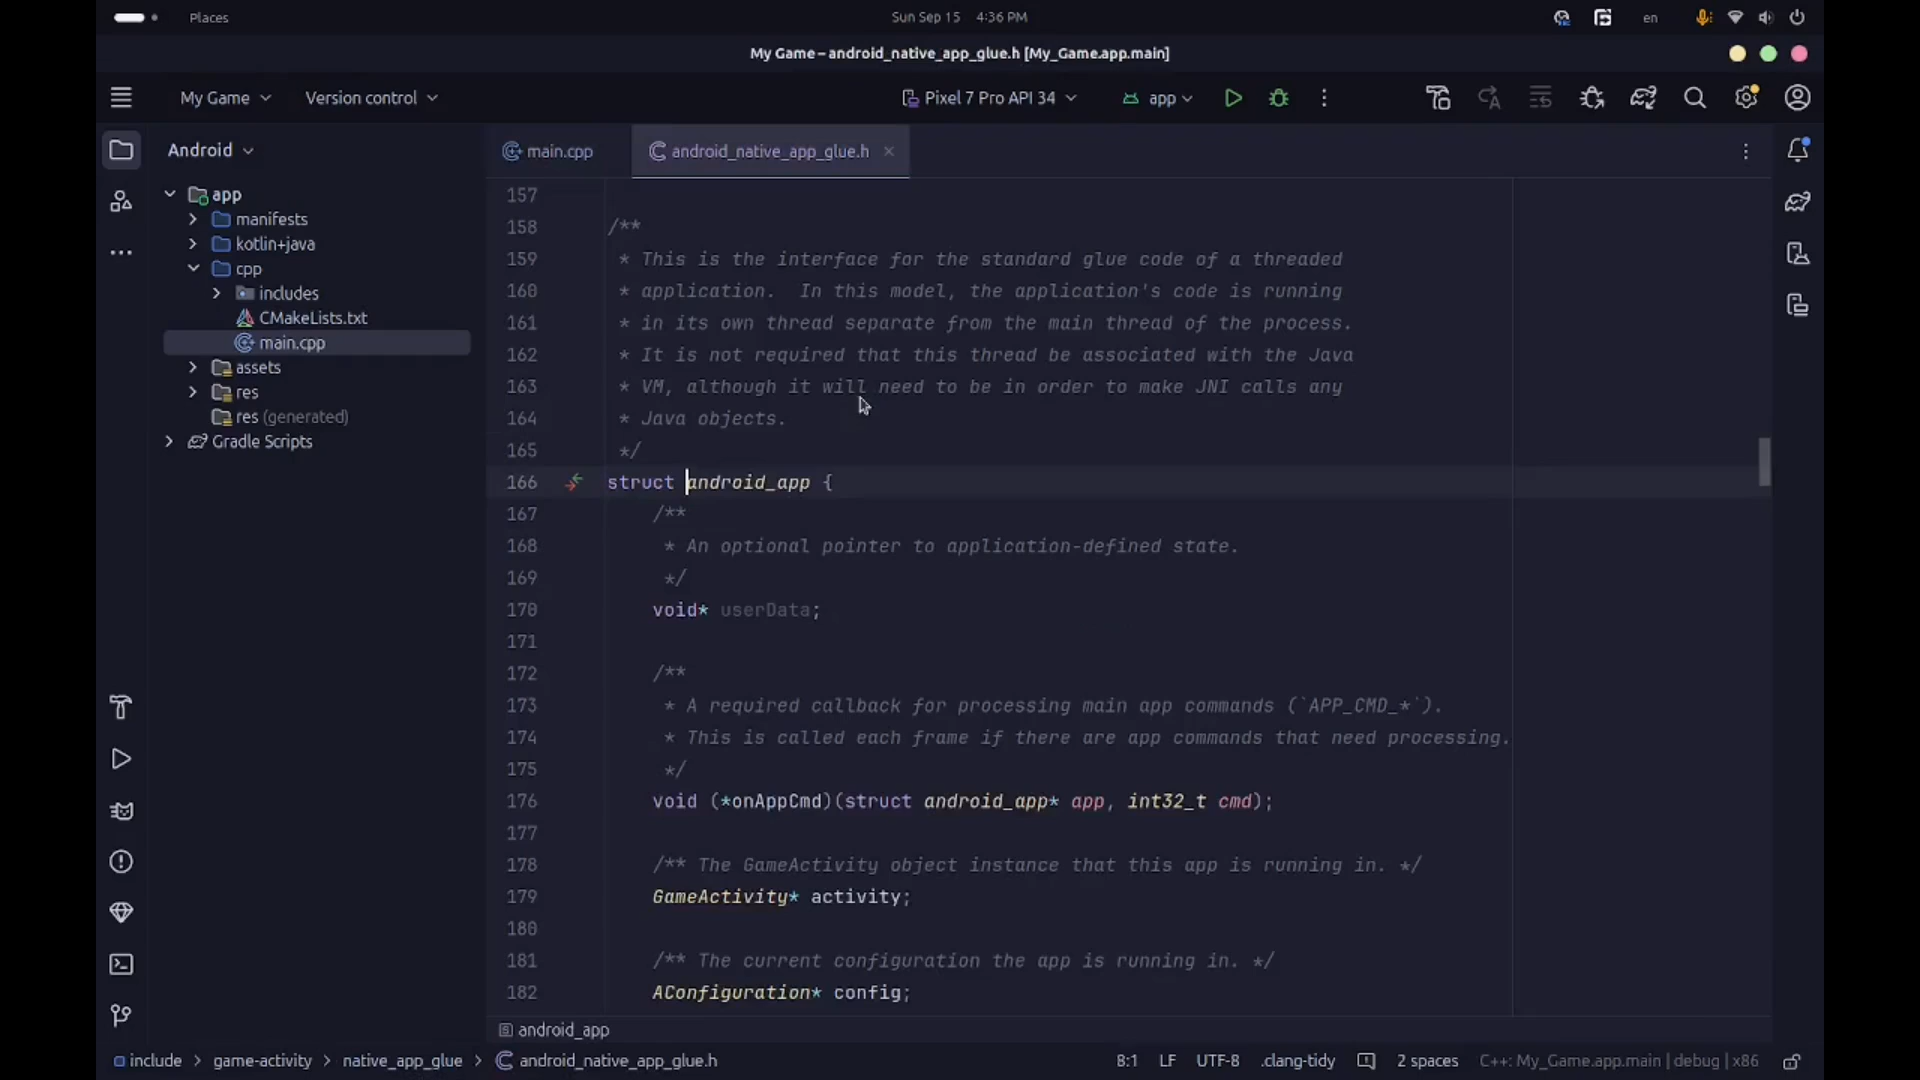 Places
Sun Sep 15 4:36 PM
en
My Game – android_native_app_glue.h [My_Game.app.main]
My Game
Version control
Pixel 7 Pro API 34
app
Android
main.cpp
android_native_app_glue.h
app
manifests
kotlin+java
cpp
includes
CMakeLists.txt
main.cpp
assets
res
res (generated)
Gradle Scripts
157
158 /**
159 * This is the interface for the standard glue code of a threaded
160 * application. In this model, the application's code is running
161 * in its own thread separate from the main thread of the process.
162 * It is not required that this thread be associated with the Java
163 * VM, although it will need to be in order to make JNI calls any
164 * Java objects.
165 */
166 struct android_app {
167 /**
168 * An optional pointer to application-defined state.
169 */
170 void* userData;
171
172 /**
173 * A required callback for processing main app commands (`APP_CMD_*`).
174 * This is called each frame if there are app commands that need processing.
175 */
176 void (*onAppCmd)(struct android_app* app, int32_t cmd);
177
178 /** The GameActivity object instance that this app is running in. */
179 GameActivity* activity;
180
181 /** The current configuration the app is running in. */
182 AConfiguration* config;
android_app
include > game-activity > native_app_glue > android_native_app_glue.h
8:1 LF UTF-8 .clang-tidy 2 spaces C++: My_Game.app.main | debug | x86